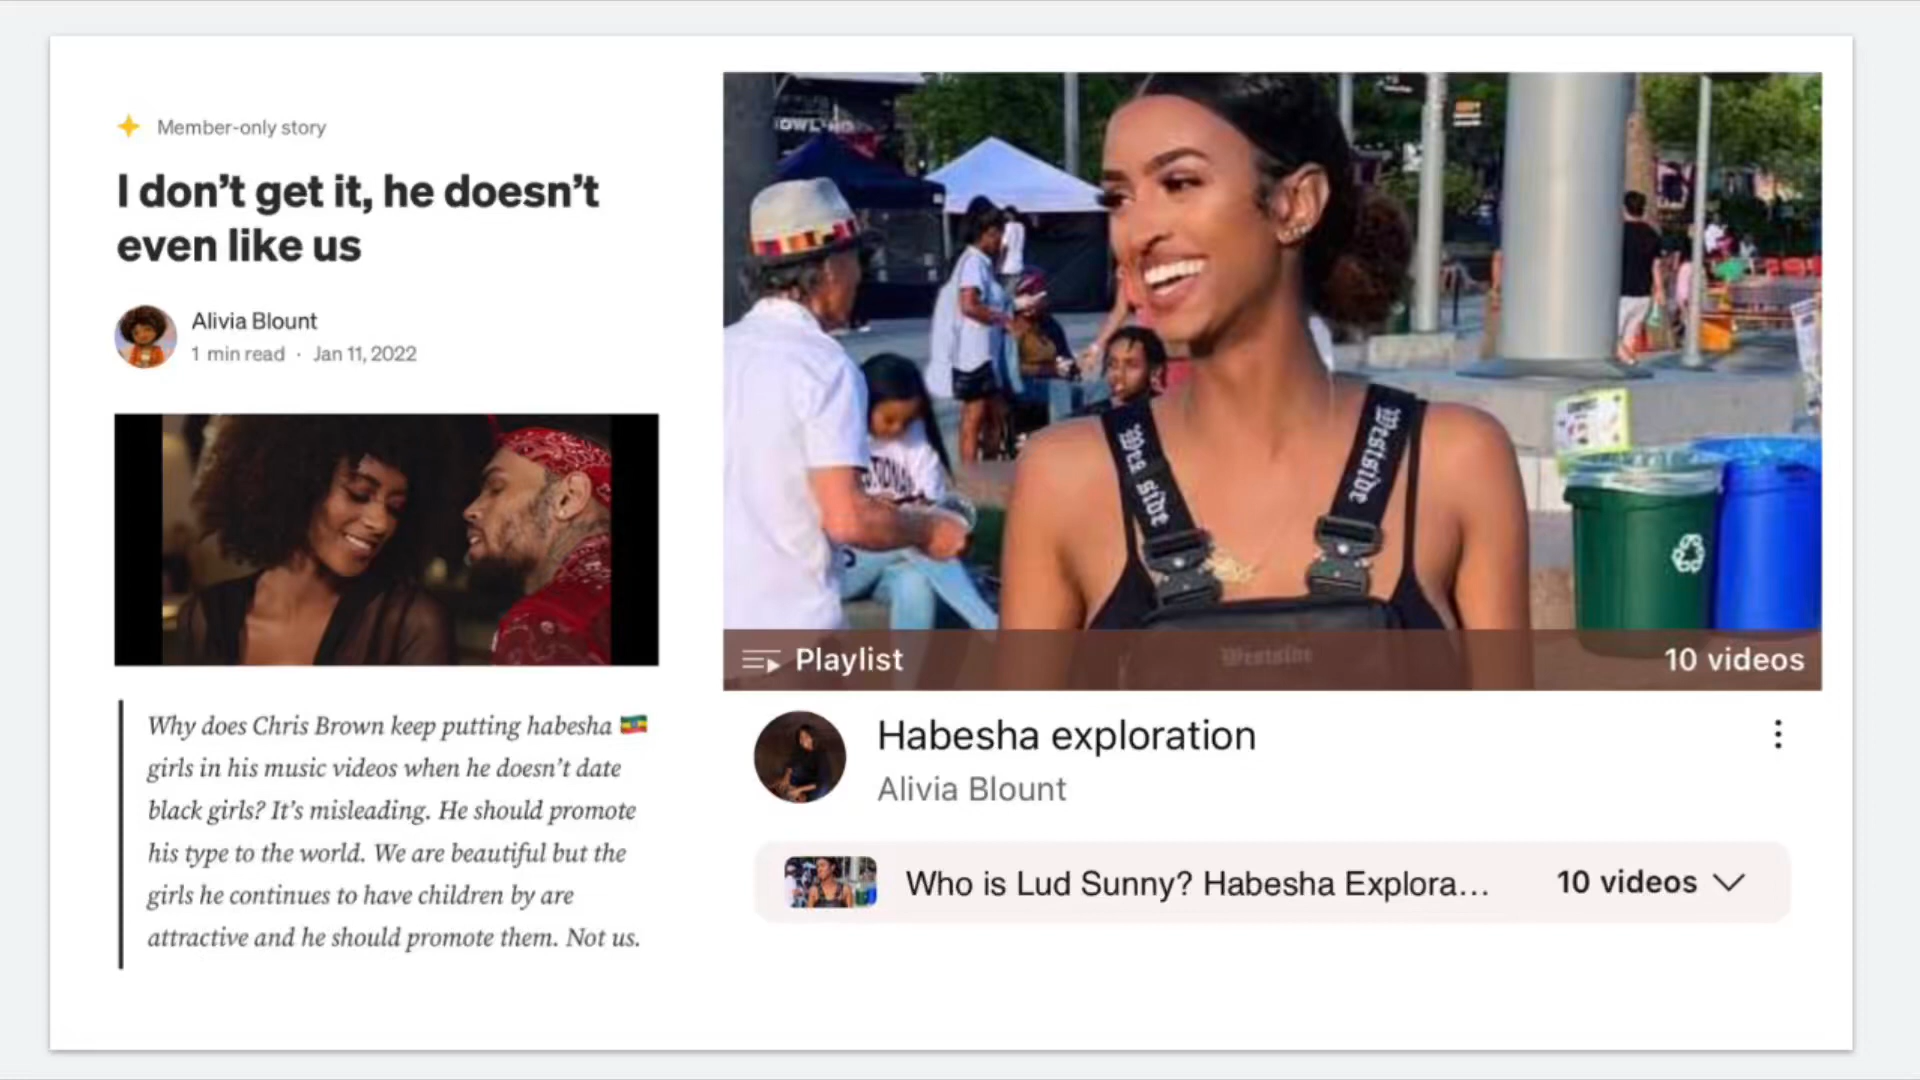 Member-only story
I don't get it, he doesn't
even like us
Alivia Blount
1 min read · Jan 11, 2022
Why does Chris Brown keep putting habesha 🇪🇹
girls in his music videos when he doesn't date
black girls? It's misleading. He should promote
his type to the world. We are beautiful but the
girls he continues to have children by are
attractive and he should promote them. Not us.
Wes side
Westside
Westside
Playlist
10 videos
Habesha exploration
Alivia Blount
Who is Lud Sunny? Habesha Explora...
10 videos